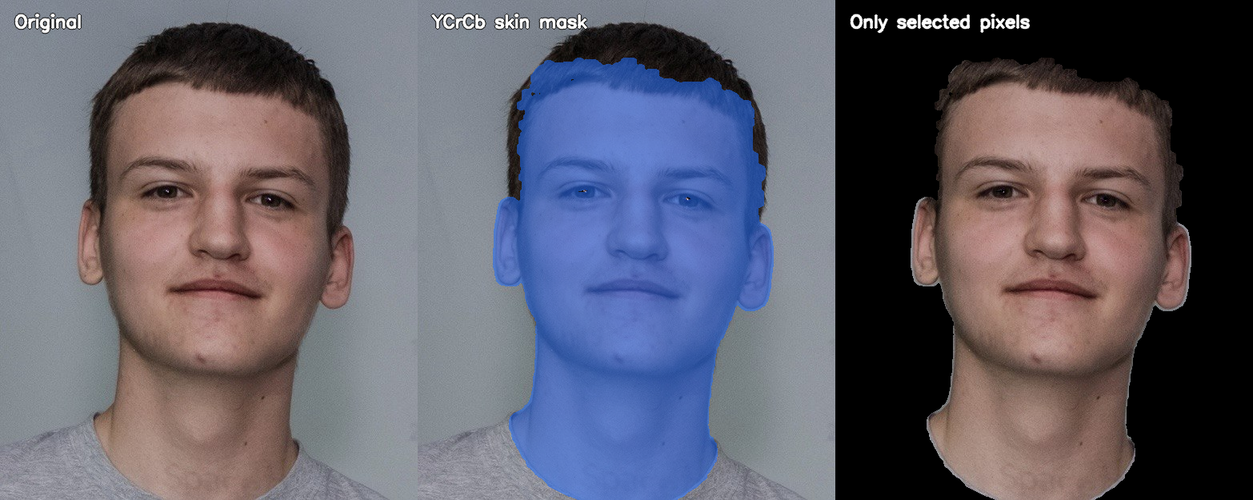 Original
YCrCb skin mask
Only selected pixels